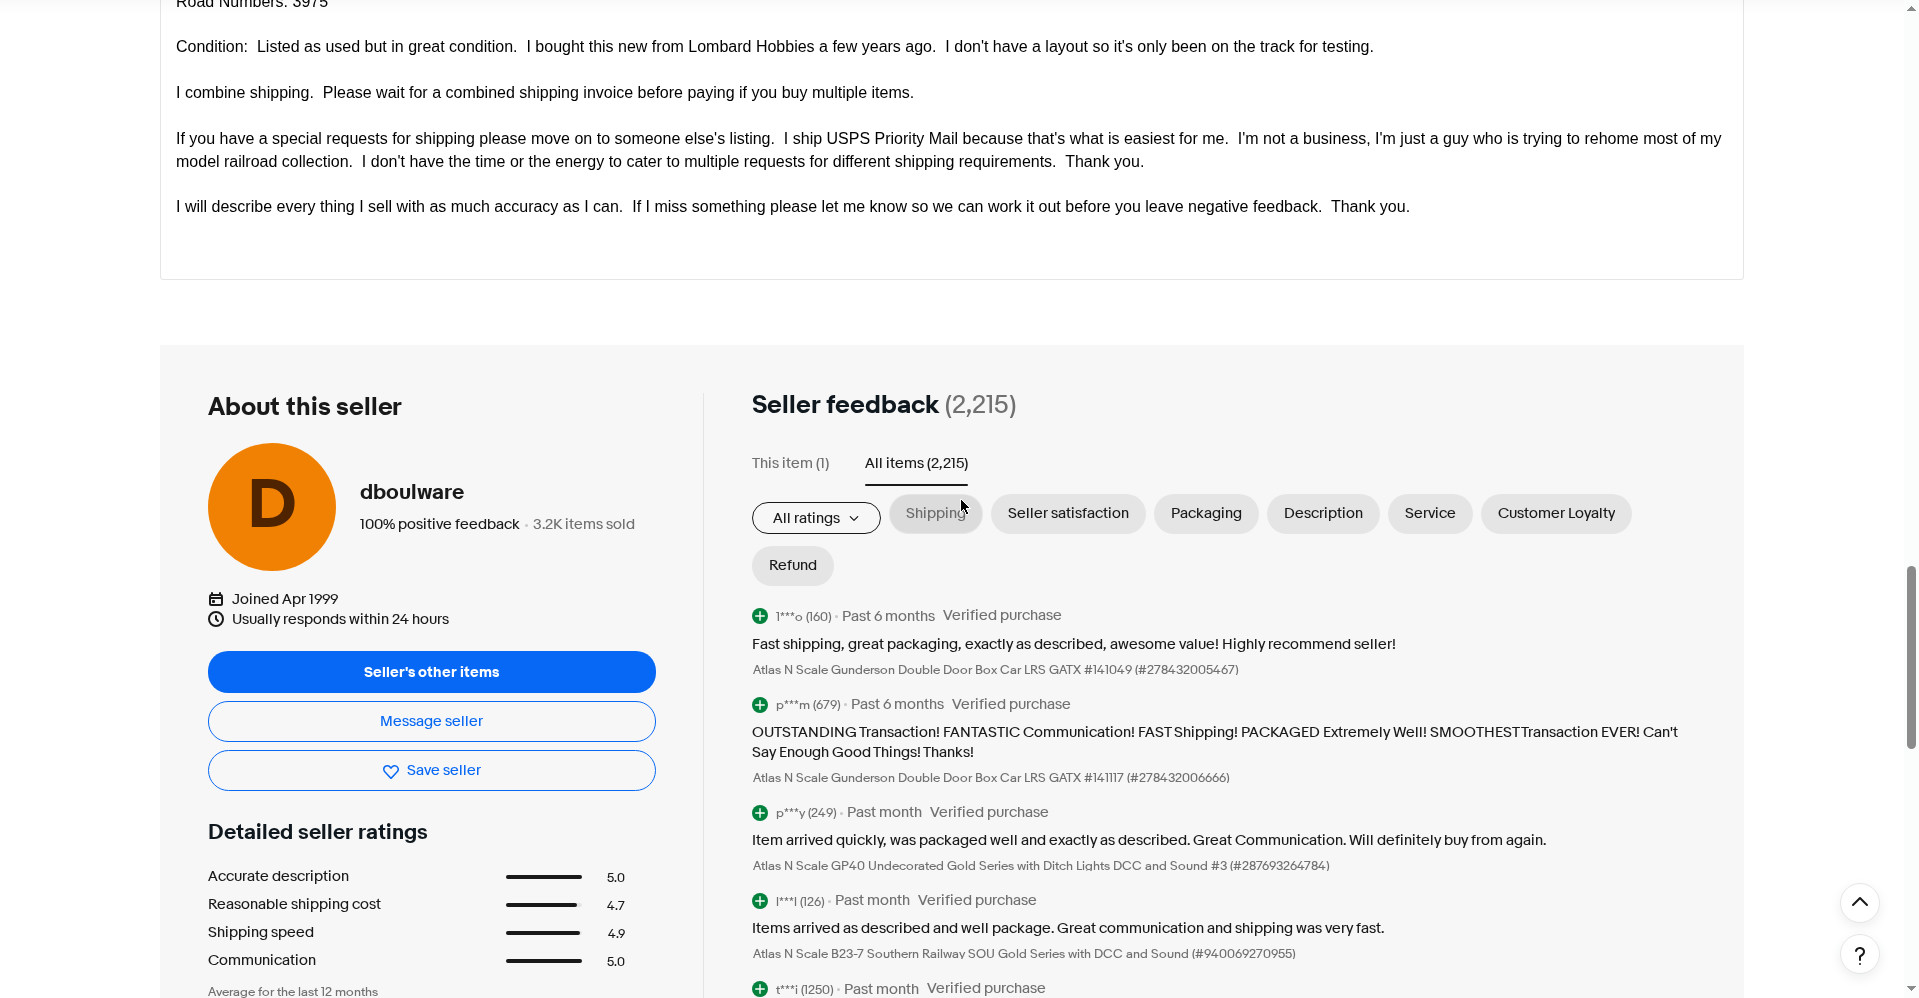 Road Numbers: 3975
Condition:  Listed as used but in great condition.  I bought this new from Lombard Hobbies a few years ago.  I don't have a layout so it's only been on the track for testing.
I combine shipping.  Please wait for a combined shipping invoice before paying if you buy multiple items.
If you have a special requests for shipping please move on to someone else's listing.  I ship USPS Priority Mail because that's what is easiest for me.  I'm not a business, I'm just a guy who is trying to rehome most of my
model railroad collection.  I don't have the time or the energy to cater to multiple requests for different shipping requirements.  Thank you.
I will describe every thing I sell with as much accuracy as I can.  If I miss something please let me know so we can work it out before you leave negative feedback.  Thank you.
About this seller
D
dboulware
100% positive feedback • 3.2K items sold
Joined Apr 1999
Usually responds within 24 hours
Seller's other items
Message seller
Save seller
Detailed seller ratings
Accurate description 5.0
Reasonable shipping cost 4.7
Shipping speed 4.9
Communication 5.0
Average for the last 12 months
Seller feedback (2,215)
This item (1) All items (2,215)
All ratings Shipping Seller satisfaction Packaging Description Service Customer Loyalty
Refund
1***o (160) • Past 6 months Verified purchase
Fast shipping, great packaging, exactly as described, awesome value! Highly recommend seller!
Atlas N Scale Gunderson Double Door Box Car LRS GATX #141049 (#278432005467)
p***m (679) • Past 6 months Verified purchase
OUTSTANDING Transaction! FANTASTIC Communication! FAST Shipping! PACKAGED Extremely Well! SMOOTHEST Transaction EVER! Can't
Say Enough Good Things! Thanks!
Atlas N Scale Gunderson Double Door Box Car LRS GATX #141117 (#278432006666)
p***y (249) • Past month Verified purchase
Item arrived quickly, was packaged well and exactly as described. Great Communication. Will definitely buy from again.
Atlas N Scale GP40 Undecorated Gold Series with Ditch Lights DCC and Sound #3 (#287693264784)
l***l (126) • Past month Verified purchase
Items arrived as described and well package. Great communication and shipping was very fast.
Atlas N Scale B23-7 Southern Railway SOU Gold Series with DCC and Sound (#940069270955)
t***i (1250) • Past month Verified purchase
?